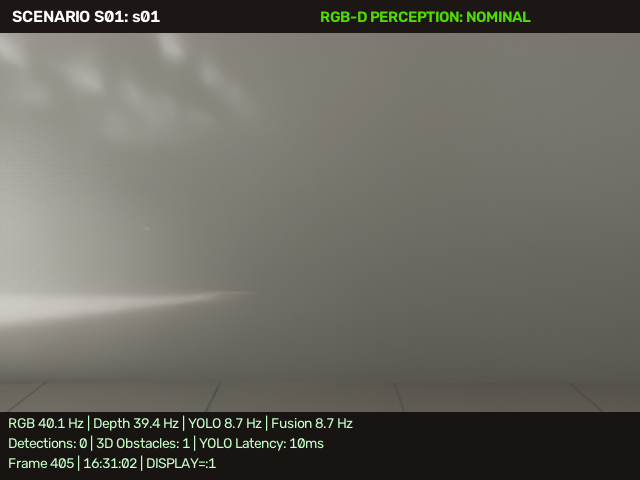 SCENARIO S01: s01
RGB-D PERCEPTION: NOMINAL
RGB 40.1 Hz | Depth 39.4 Hz | YOLO 8.7 Hz | Fusion 8.7 Hz
Detections: 0 | 3D Obstacles: 1 | YOLO Latency: 10ms
Frame 405 | 16:31:02 | DISPLAY=:1